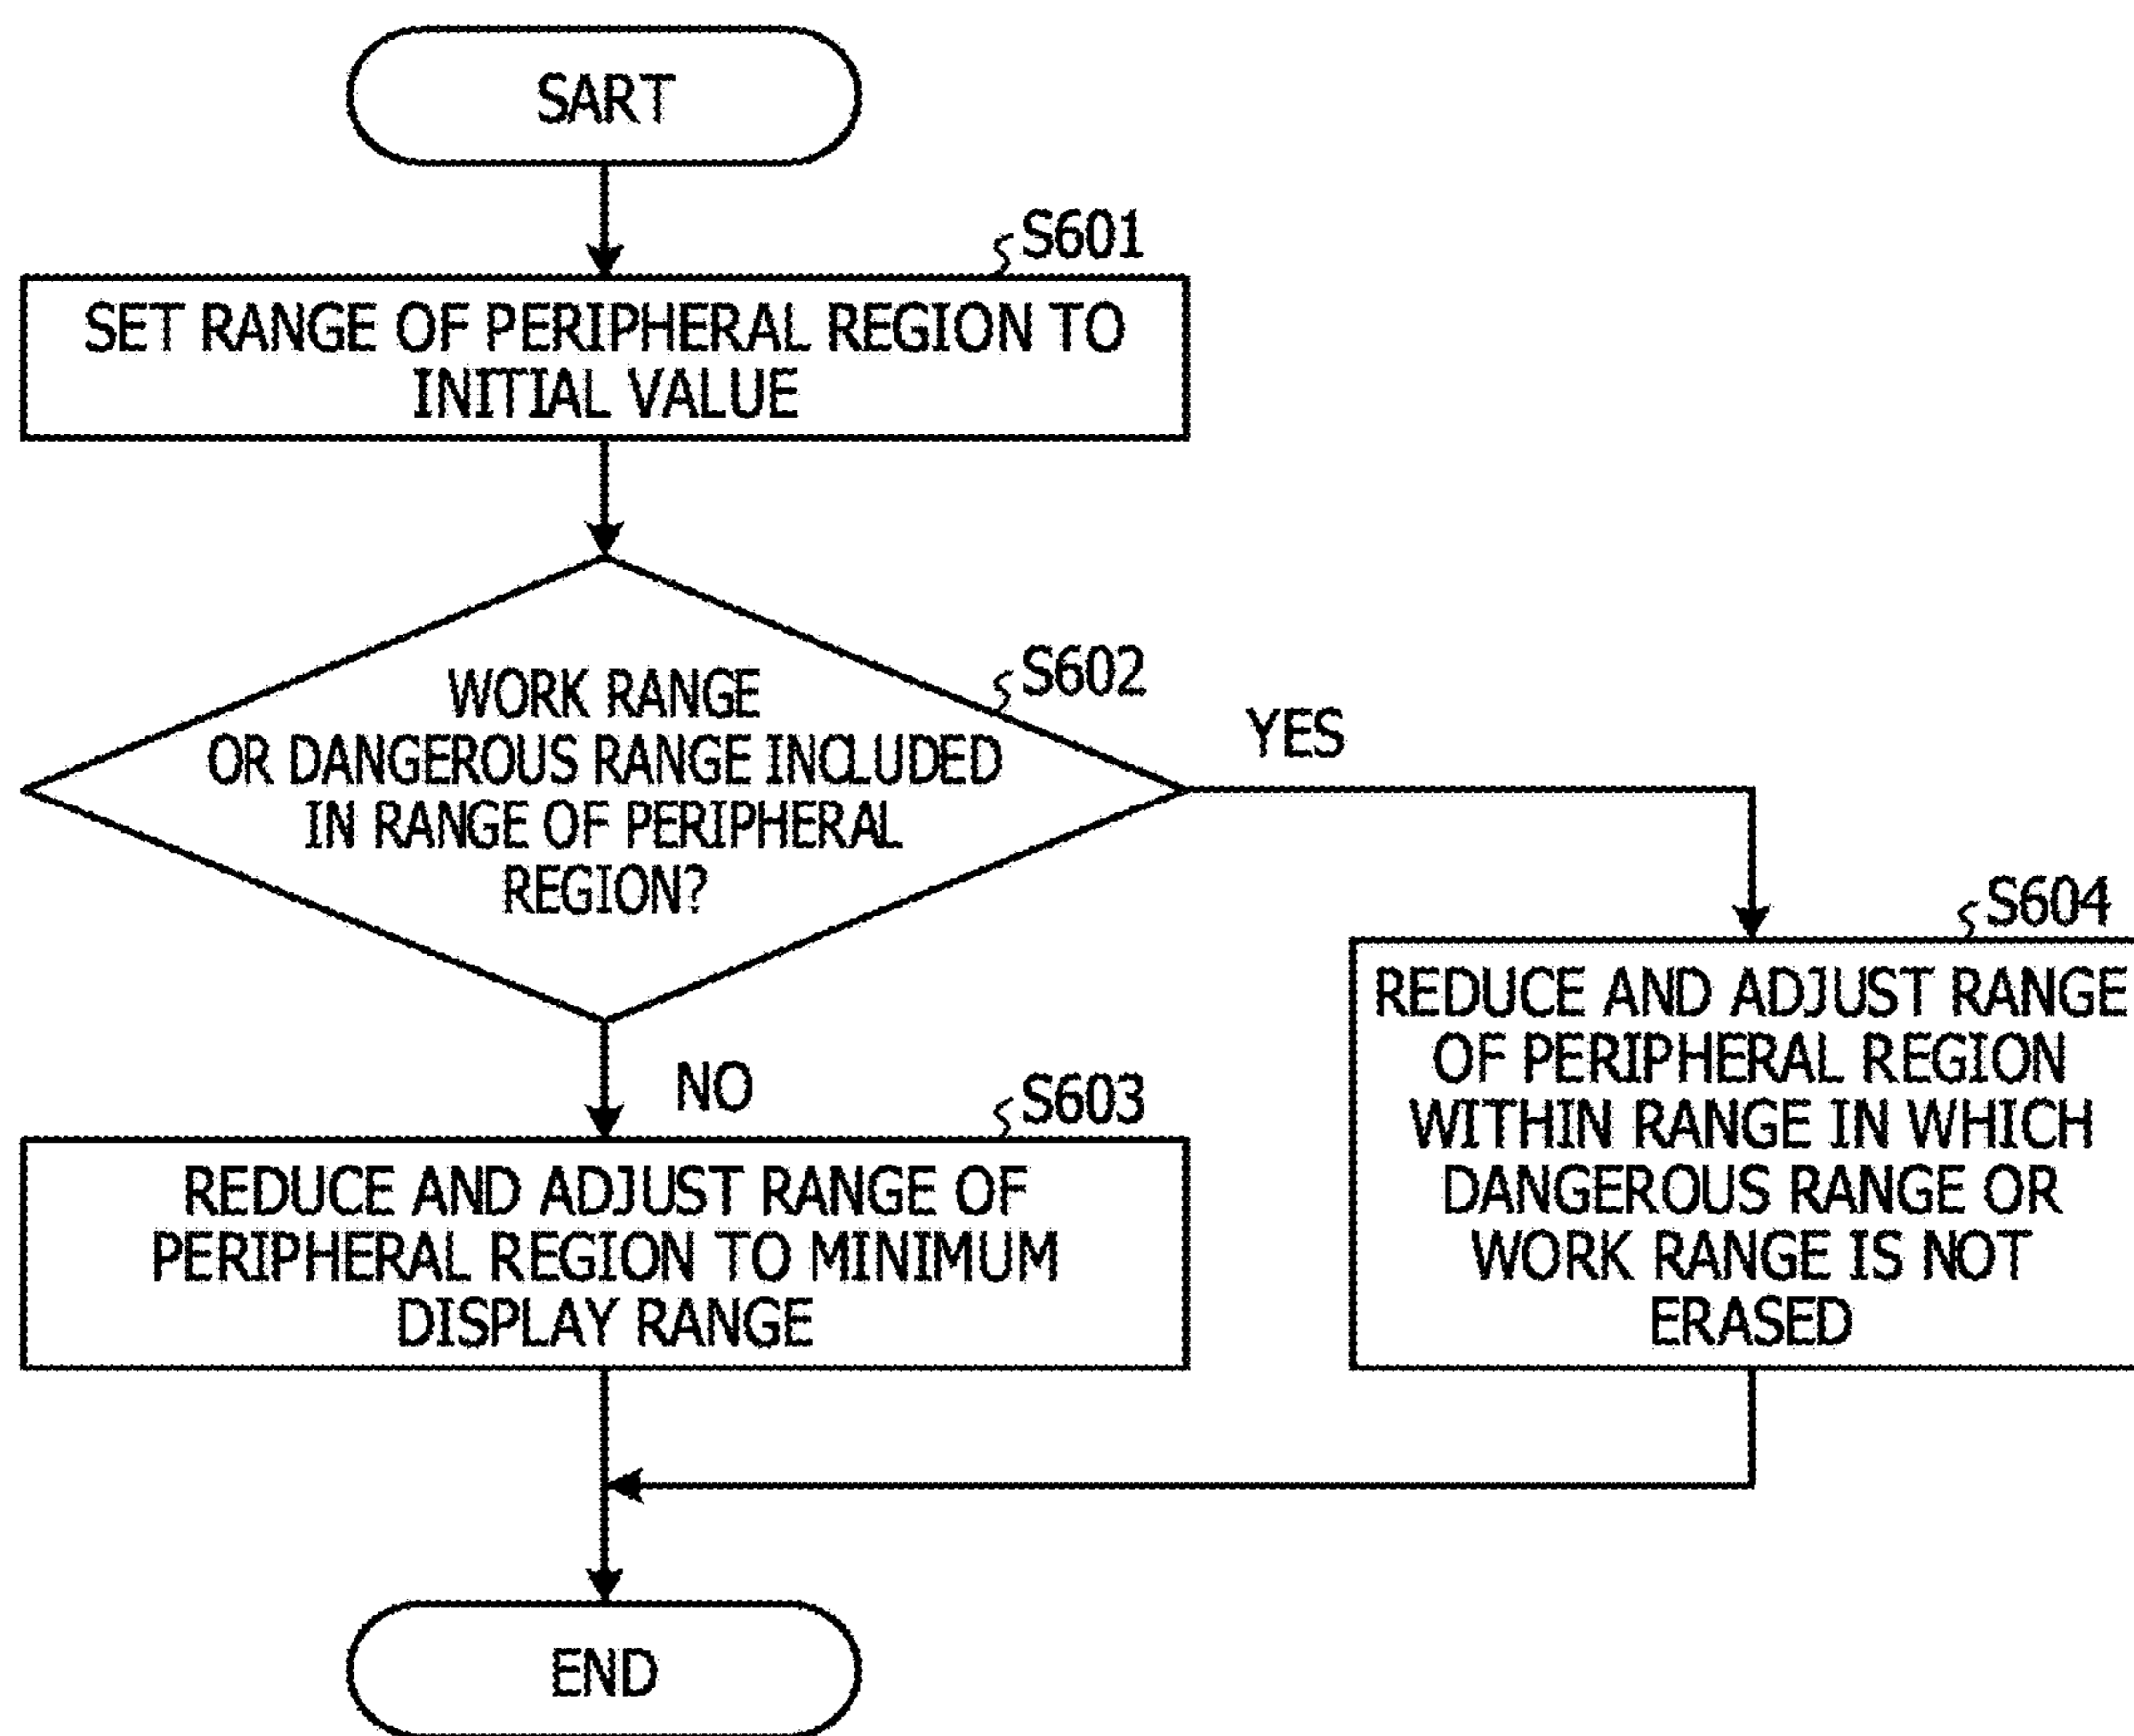 SART
S601
SET RANGE OF PERIPHERAL REGION TO
INITIAL VALUE
S602
WORK RANGE
OR DANGEROUS RANGE INCLUDED
IN RANGE OF PERIPHERAL
REGION?
YES
NO
S603
REDUCE AND ADJUST RANGE OF
PERIPHERAL REGION TO MINIMUM
DISPLAY RANGE
S604
REDUCE AND ADJUST RANGE
OF PERIPHERAL REGION
WITHIN RANGE IN WHICH
DANGEROUS RANGE OR
WORK RANGE IS NOT
ERASED
END